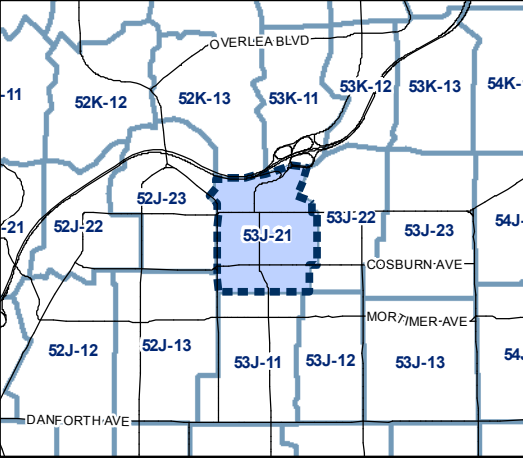 OVERLEA BLVD
-11
52K-12
52K-13
53K-11
53K-12
53K-13
54K-
-21
52J-22
52J-23
53J-21
53J-22
53J-23
54J-
COSBURN AVE
MORTIMER AVE
52J-12
52J-13
53J-11
53J-12
53J-13
54J
DANFORTH AVE